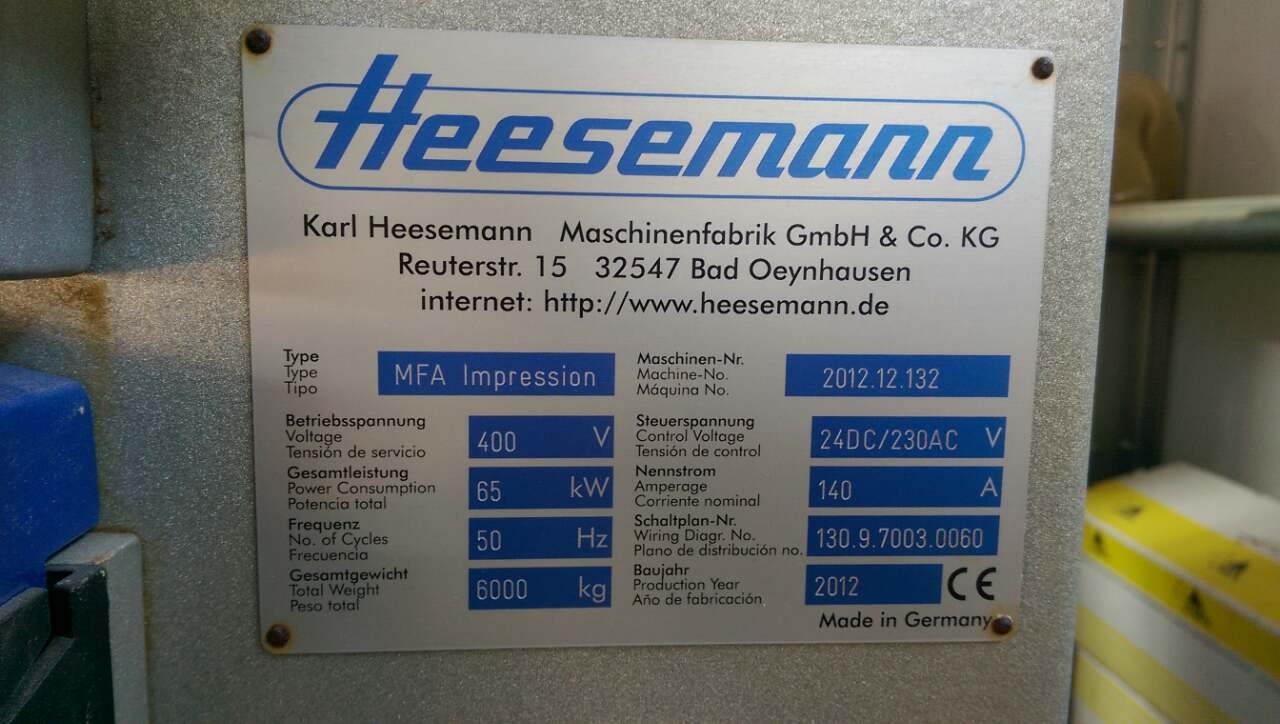 Heesemann
Karl Heesemann Maschinenfabrik GmbH & Co. KG
Reuterstr. 15 32547 Bad Oeynhausen
internet: http://www.heesemann.de
Type
Type
Tipo
MFA Impression
Maschinen-Nr.
Machine-No.
Máquina No.
2012.12.132
Betriebsspannung
Voltage
Tensión de servicio
400 V
Steuerspannung
Control Voltage
Tensión de control
24DC/230AC V
Gesamtleistung
Power Consumption
Potencia total
65 kW
Nennstrom
Amperage
Corriente nominal
140 A
Frequenz
No. of Cycles
Frecuencia
50 Hz
Schaltplan-Nr.
Wiring Diagr. No.
Plano de distribución no.
130.9.7003.0060
Gesamtgewicht
Total Weight
Peso total
6000 kg
Baujahr
Production Year
Año de fabricación
2012
CE
Made in Germany